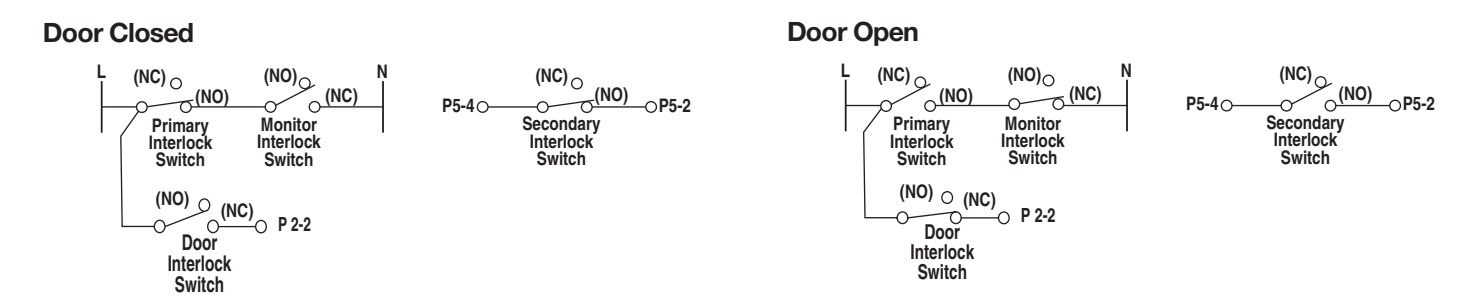 Door Closed
L
(NC)
(NO)
(NO)
(NC)
N
Primary
Interlock
Switch
Monitor
Interlock
Switch
(NO)
(NC)
P 2-2
Door
Interlock
Switch
(NC)
P5-4
(NO)
P5-2
Secondary
Interlock
Switch
Door Open
L
(NC)
(NO)
(NO)
(NC)
N
Primary
Interlock
Switch
Monitor
Interlock
Switch
(NO)
(NC)
P 2-2
Door
Interlock
Switch
(NC)
P5-4
(NO)
P5-2
Secondary
Interlock
Switch